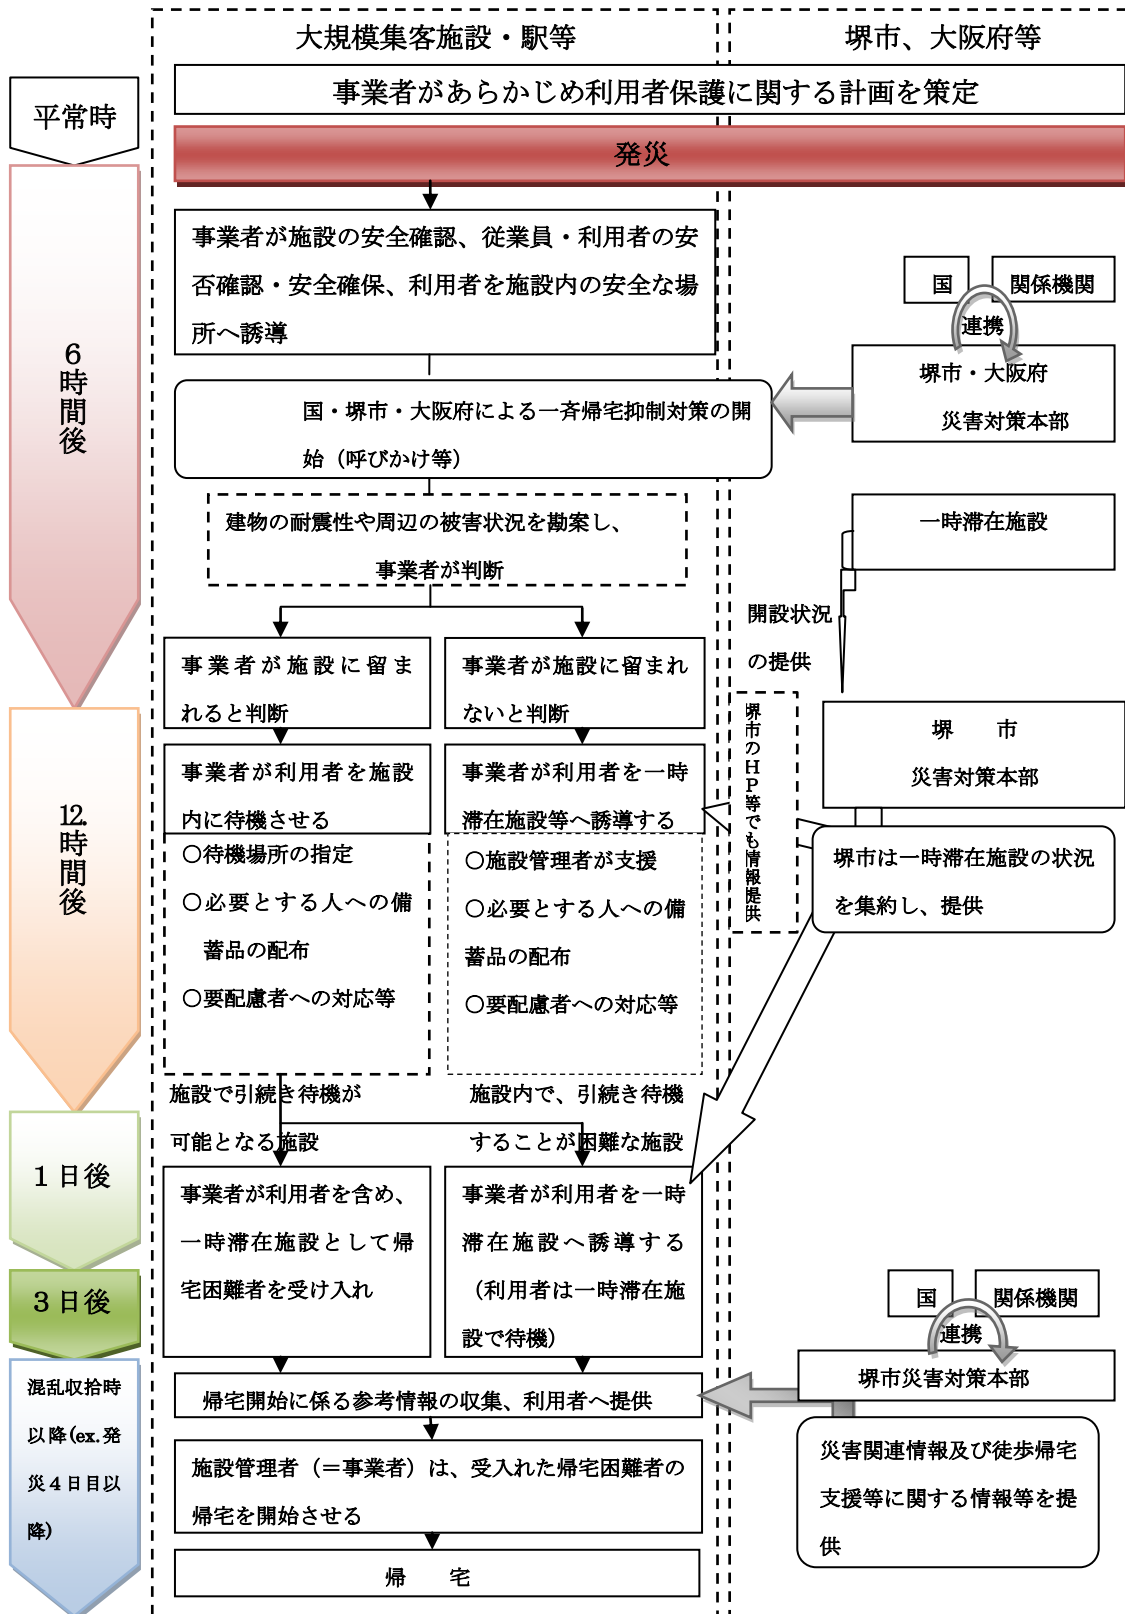 大規模集客施設・駅等
堺市、大阪府等
平常時
事業者があらかじめ利用者保護に関する計画を策定
発災
6時間後
事業者が施設の安全確認、従業員・利用者の安
否確認・安全確保、利用者を施設内の安全な場
所へ誘導
国
関係機関
連携
堺市・大阪府
災害対策本部
国・堺市・大阪府による一斉帰宅抑制対策の開
始（呼びかけ等）
建物の耐震性や周辺の被害状況を勘案し、
事業者が判断
一時滞在施設
開設状況
の提供
事業者が施設に留ま
れると判断
事業者が施設に留まれ
ないと判断
堺市のHP等でも情報提供
堺　市
災害対策本部
12.時間後
事業者が利用者を施設
内に待機させる
事業者が利用者を一時
滞在施設等へ誘導する
堺市は一時滞在施設の状況
を集約し、提供
○待機場所の指定
○必要とする人への備
蓄品の配布
○要配慮者への対応等
○施設管理者が支援
○必要とする人への備
蓄品の配布
○要配慮者への対応等
施設で引続き待機が
可能となる施設
施設内で、引続き待機
することが困難な施設
1日後
事業者が利用者を含め、
一時滞在施設として帰
宅困難者を受け入れ
事業者が利用者を一時
滞在施設へ誘導する
（利用者は一時滞在施
設で待機）
3日後
国
関係機関
連携
堺市災害対策本部
混乱収拾時
以降(ex.発
災4日目以
降)
帰宅開始に係る参考情報の収集、利用者へ提供
施設管理者（＝事業者）は、受入れた帰宅困難者の
帰宅を開始させる
災害関連情報及び徒歩帰宅
支援等に関する情報等を提
供
帰　宅